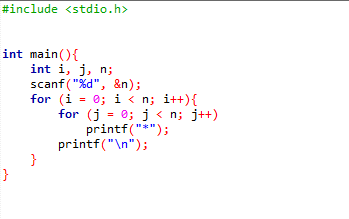 #include <stdio.h>
int main(){
    int i, j, n;
    scanf("%d", &n);
    for (i = 0; i < n; i++){
        for (j = 0; j < n; j++)
            printf("*");
        printf("\n");
    }
}